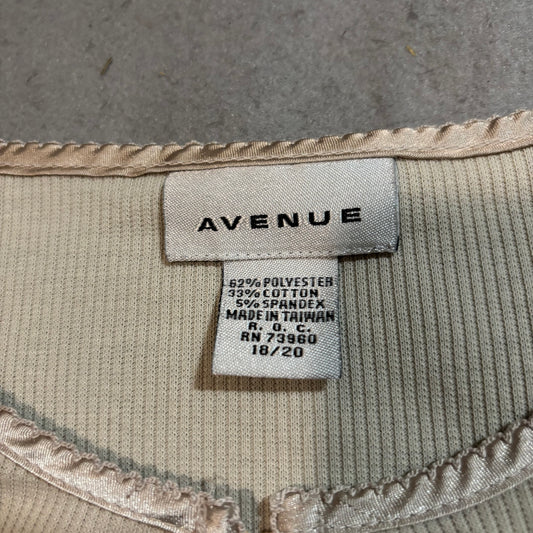 AVENUE
62% POLYESTER
33% COTTON
5% SPANDEX
MADE IN TAIWAN
R. O. C.
RN 73960
18/20